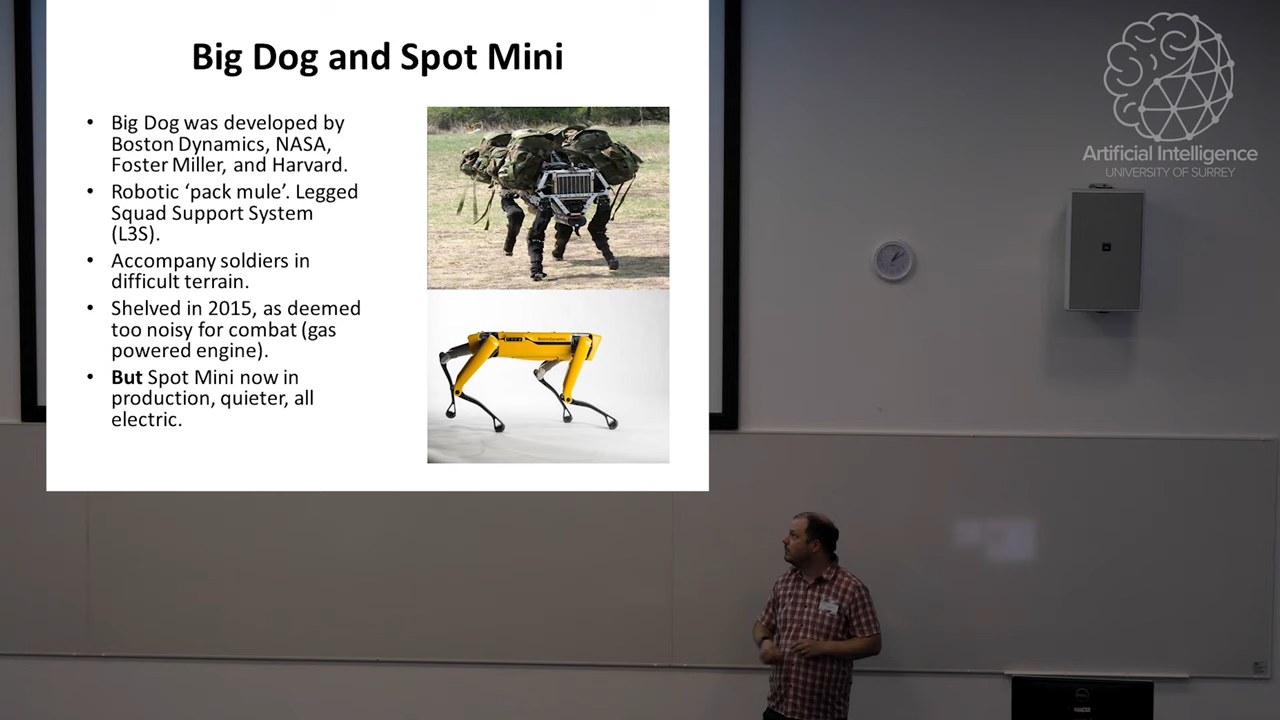 Big Dog and Spot Mini
• Big Dog was developed by
Boston Dynamics, NASA,
Foster Miller, and Harvard.
• Robotic ‘pack mule’. Legged
Squad Support System
(L3S).
• Accompany soldiers in
difficult terrain.
• Shelved in 2015, as deemed
too noisy for combat (gas
powered engine).
• But Spot Mini now in
production, quieter, all
electric.
BostonDynamics
Artificial Intelligence
UNIVERSITY OF SURREY
DELL